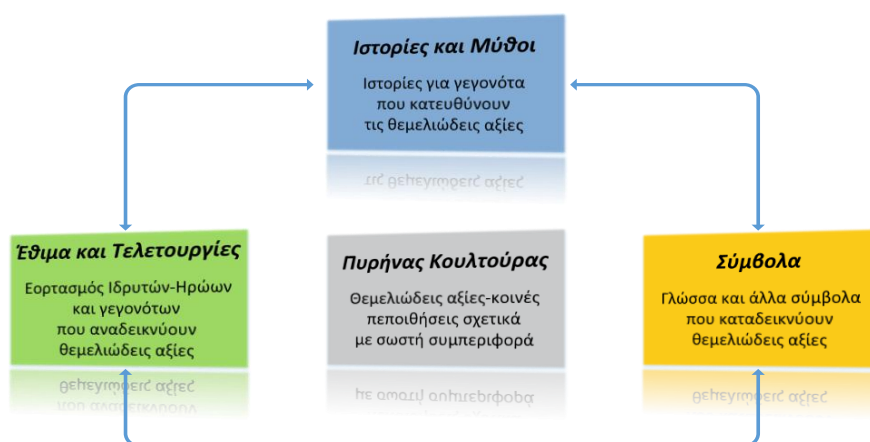 Ιστορίες και Μύθοι
Ιστορίες για γεγονότα
που κατευθύνουν
τις θεμελιώδεις αξίες
Έθιμα και Τελετουργίες
Εορτασμός Ιδρυτών-Ηρώων
και γεγονότων
που αναδεικνύουν
θεμελιώδεις αξίες
Πυρήνας Κουλτούρας
Θεμελιώδεις αξίες-κοινές
πεποιθήσεις σχετικά
με σωστή συμπεριφορά
Σύμβολα
Γλώσσα και άλλα σύμβολα
που καταδεικνύουν
θεμελιώδεις αξίες